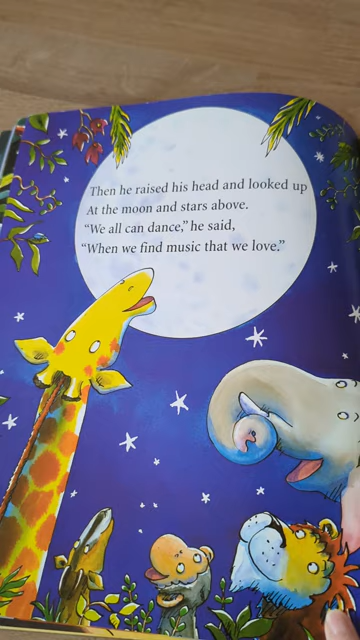 Then he raised his head and looked up
At the moon and stars above.
“We all can dance,” he said,
“When we find music that we love.”